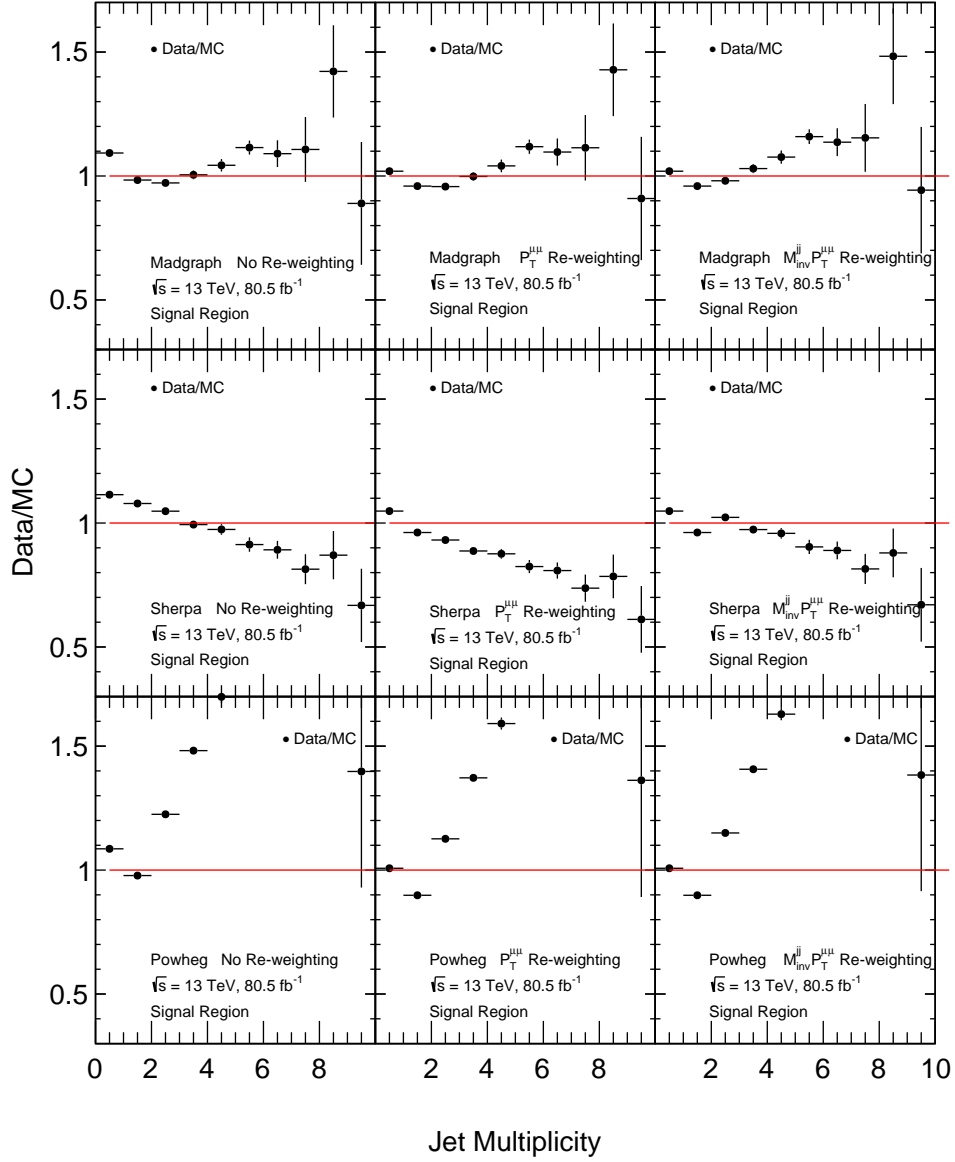 1.5
1
0.5
Data/MC
Madgraph No Re-weighting
√s = 13 TeV, 80.5 fb⁻¹
Signal Region
Data/MC
Madgraph P_T^μμ Re-weighting
√s = 13 TeV, 80.5 fb⁻¹
Signal Region
Data/MC
Madgraph M_inv^jj P_T^μμ Re-weighting
√s = 13 TeV, 80.5 fb⁻¹
Signal Region
Data/MC
1.5
1
0.5
Data/MC
Sherpa No Re-weighting
√s = 13 TeV, 80.5 fb⁻¹
Signal Region
Data/MC
Sherpa P_T^μμ Re-weighting
√s = 13 TeV, 80.5 fb⁻¹
Signal Region
Data/MC
Sherpa M_inv^jj P_T^μμ Re-weighting
√s = 13 TeV, 80.5 fb⁻¹
Signal Region
1.5
1
0.5
Data/MC
Powheg No Re-weighting
√s = 13 TeV, 80.5 fb⁻¹
Signal Region
Data/MC
Powheg P_T^μμ Re-weighting
√s = 13 TeV, 80.5 fb⁻¹
Signal Region
Data/MC
Powheg M_inv^jj P_T^μμ Re-weighting
√s = 13 TeV, 80.5 fb⁻¹
Signal Region
0 2 4 6 8 2 4 6 8 2 4 6 8 10
Jet Multiplicity